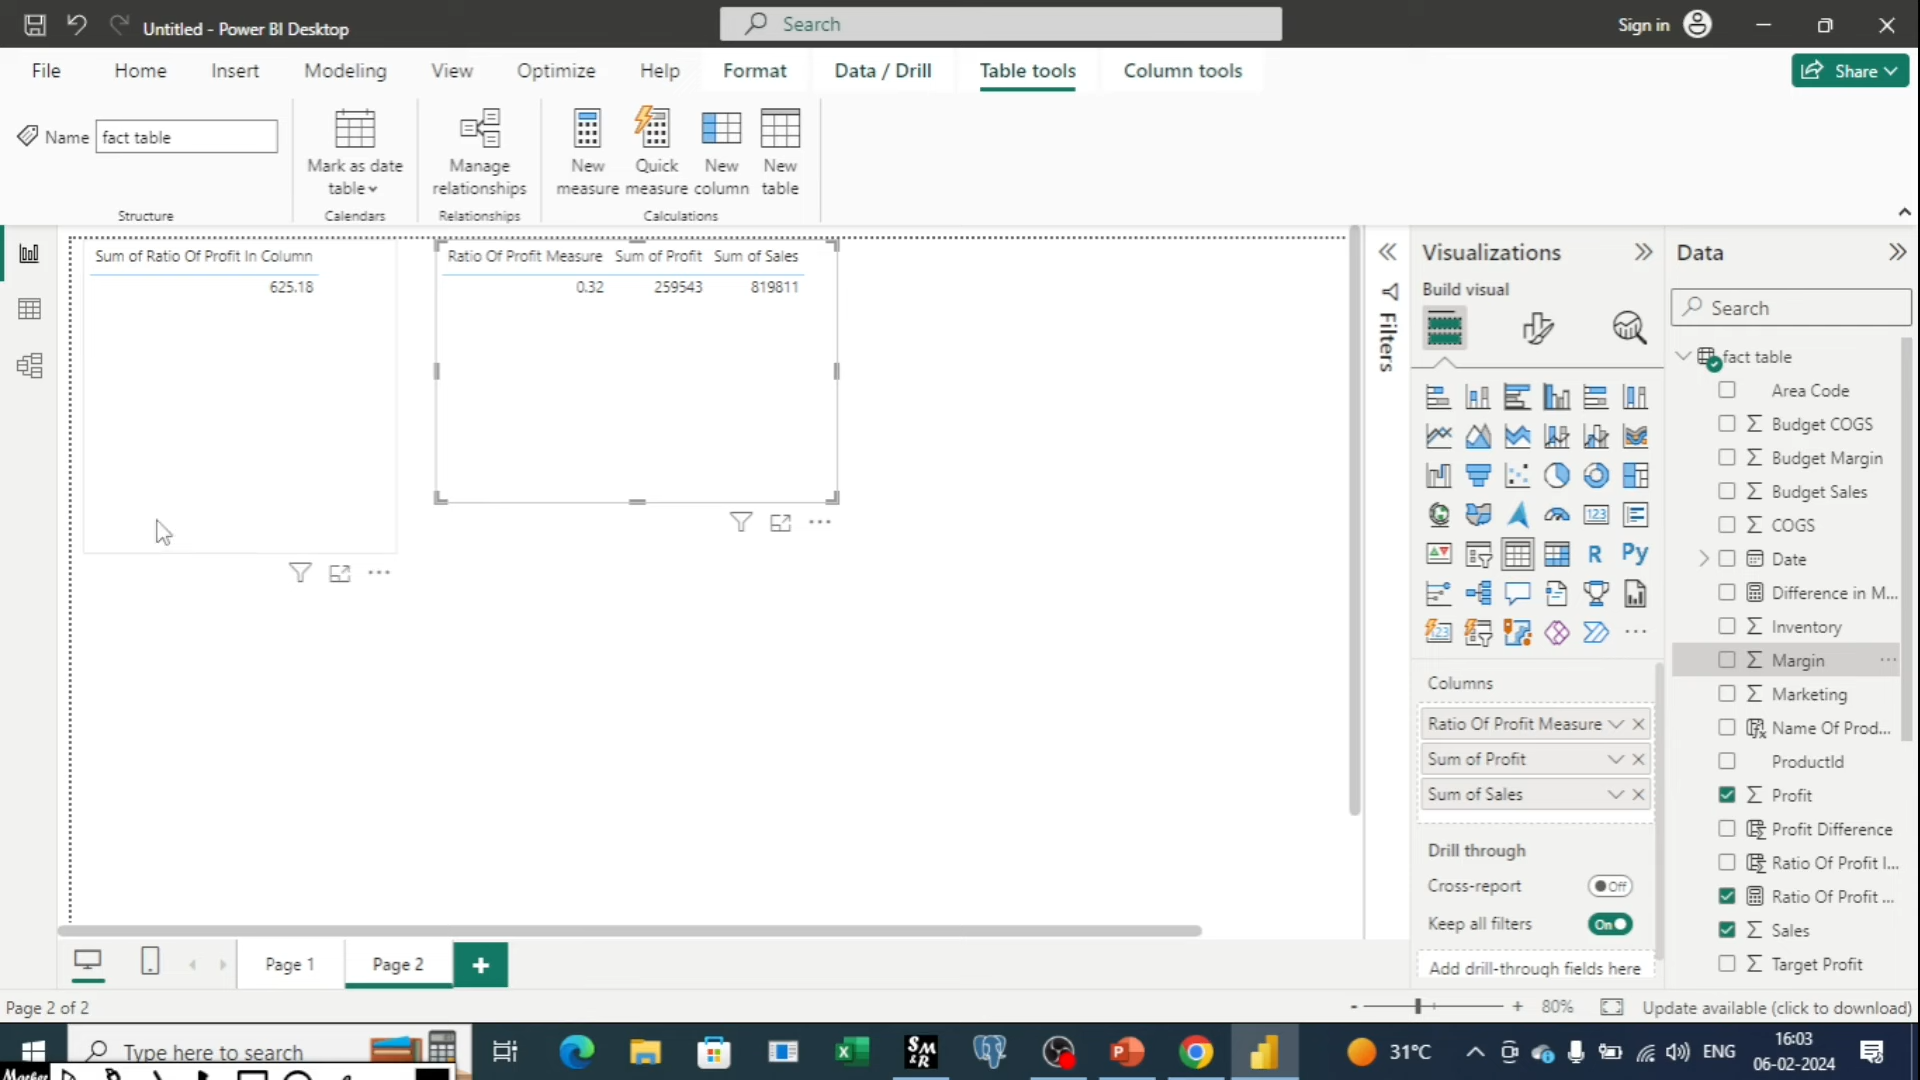 Untitled - Power BI Desktop
Search
Sign in
File
Home
Insert
Modeling
View
Optimize
Help
Format
Data / Drill
Table tools
Column tools
Share
Name
fact table
Mark as date
table
Manage
relationships
New
measure
Quick
measure
New
column
New
table
Structure
Calendars
Relationships
Calculations
Sum of Ratio Of Profit In Column
625.18
Ratio Of Profit Measure Sum of Profit Sum of Sales
0.32 259543 819811
Filters
Visualizations
Build visual
123
R
Py
123
Columns
Ratio Of Profit Measure
Sum of Profit
Sum of Sales
Drill through
Cross-report
Off
Keep all filters
On
Add drill-through fields here
Data
Search
fact table
Area Code
Budget COGS
Budget Margin
Budget Sales
COGS
Date
Difference in M...
Inventory
Margin
Marketing
Name Of Prod...
ProductId
Profit
Profit Difference
Ratio Of Profit I...
Ratio Of Profit ...
Sales
Target Profit
Page 1
Page 2
Page 2 of 2
80%
Update available (click to download)
Type here to search
31°C
ENG
16:03
06-02-2024
Marker